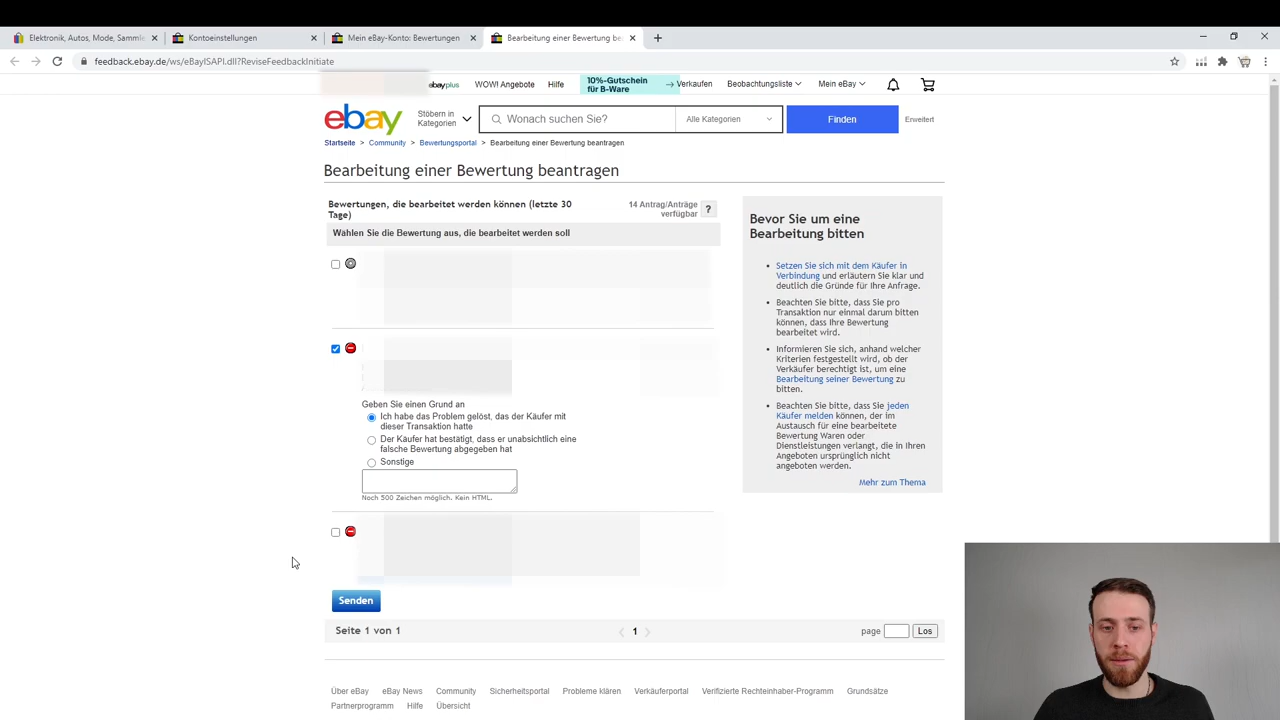 Elektronik, Autos, Mode, Sammle
Kontoeinstellungen
Mein eBay-Konto: Bewertungen
Bearbeitung einer Bewertung be
feedback.ebay.de/ws/eBayISAPI.dll?ReviseFeedbackInitiate
ebayplus
WOW! Angebote
Hilfe
10%-Gutschein
für B-Ware
Verkaufen
Beobachtungsliste
Mein eBay
ebay
Stöbern in
Kategorien
Wonach suchen Sie?
Alle Kategorien
Finden
Erweitert
Startseite > Community > Bewertungsportal > Bearbeitung einer Bewertung beantragen
Bearbeitung einer Bewertung beantragen
Bewertungen, die bearbeitet werden können (letzte 30
Tage)
14 Antrag/Anträge
verfügbar
?
Wählen Sie die Bewertung aus, die bearbeitet werden soll
Geben Sie einen Grund an
Ich habe das Problem gelöst, das der Käufer mit
dieser Transaktion hatte
Der Käufer hat bestätigt, dass er unabsichtlich eine
falsche Bewertung abgegeben hat
Sonstige
Noch 500 Zeichen möglich. Kein HTML.
Senden
Bevor Sie um eine
Bearbeitung bitten
Setzen Sie sich mit dem Käufer in
Verbindung und erläutern Sie klar und
deutlich die Gründe für Ihre Anfrage.
Beachten Sie bitte, dass Sie pro
Transaktion nur einmal darum bitten
können, dass Ihre Bewertung
bearbeitet wird.
Informieren Sie sich, anhand welcher
Kriterien festgestellt wird, ob der
Verkäufer berechtigt ist, um eine
Bearbeitung seiner Bewertung zu
bitten.
Beachten Sie bitte, dass Sie jeden
Käufer melden können, der im
Austausch für eine bearbeitete
Bewertung Waren oder
Dienstleistungen verlangt, die in Ihren
Angeboten ursprünglich nicht
angeboten werden.
Mehr zum Thema
Seite 1 von 1
1
page
Los
Über eBay
eBay News
Community
Sicherheitsportal
Probleme klären
Verkäuferportal
Verifizierte Rechteinhaber-Programm
Grundsätze
Partnerprogramm
Hilfe
Übersicht